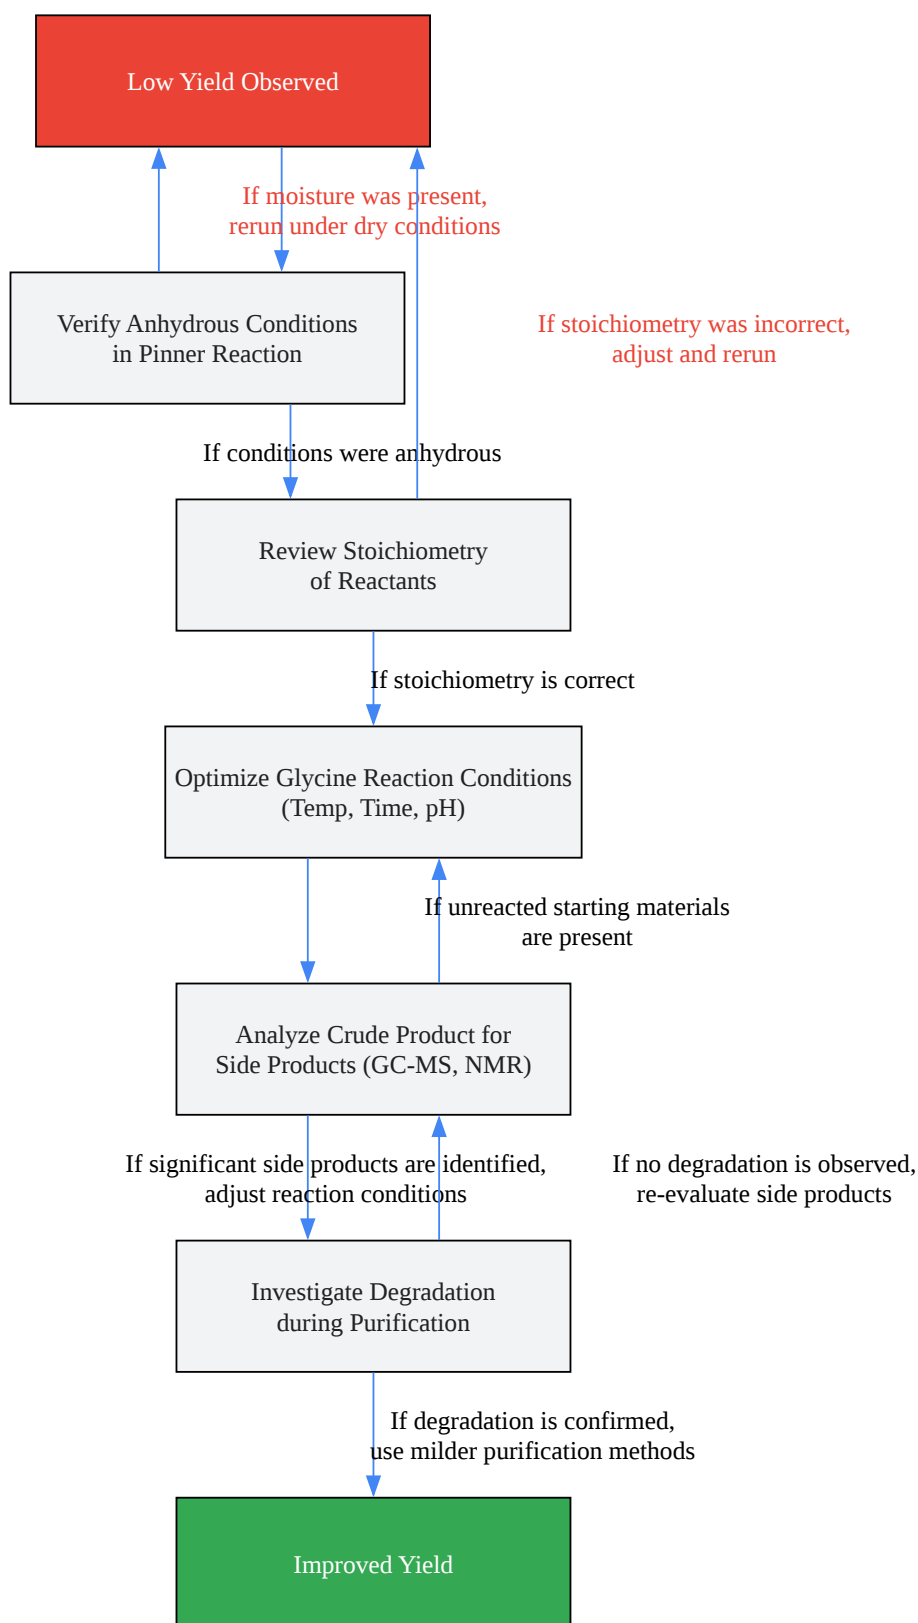 Low Yield Observed
If moisture was present,
rerun under dry conditions
Verify Anhydrous Conditions
in Pinner Reaction
If stoichiometry was incorrect,
adjust and rerun
If conditions were anhydrous
Review Stoichiometry
of Reactants
If stoichiometry is correct
Optimize Glycine Reaction Conditions
(Temp, Time, pH)
If unreacted starting materials
are present
Analyze Crude Product for
Side Products (GC-MS, NMR)
If significant side products are identified,
adjust reaction conditions
If no degradation is observed,
re-evaluate side products
Investigate Degradation
during Purification
If degradation is confirmed,
use milder purification methods
Improved Yield